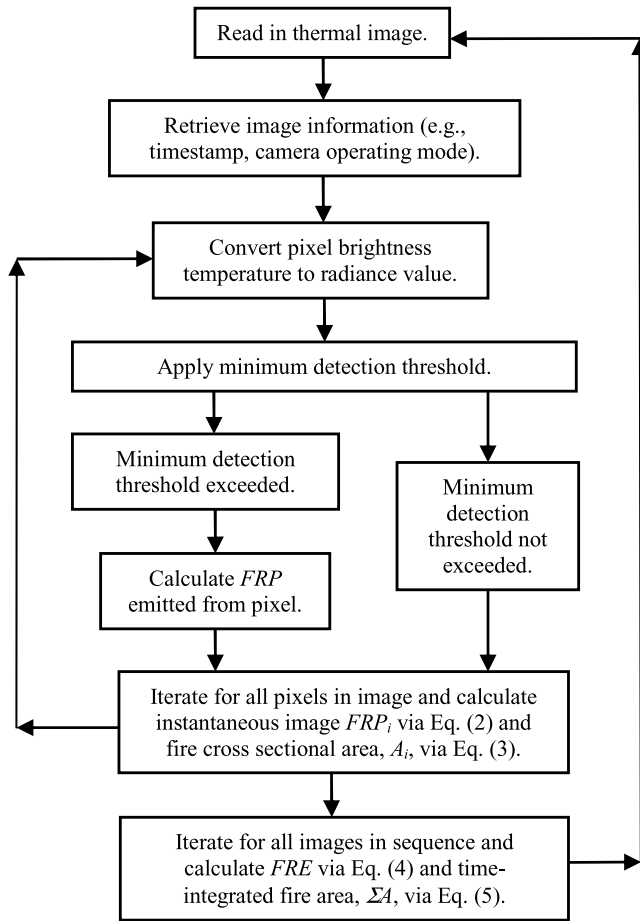 Read in thermal image.
Retrieve image information (e.g.,
timestamp, camera operating mode).
Convert pixel brightness
temperature to radiance value.
Apply minimum detection threshold.
Minimum detection
threshold exceeded.
Minimum
detection
threshold not
exceeded.
Calculate FRP
emitted from pixel.
Iterate for all pixels in image and calculate
instantaneous image FRPi via Eq. (2) and
fire cross sectional area, Ai, via Eq. (3).
Iterate for all images in sequence and
calculate FRE via Eq. (4) and time-
integrated fire area, ΣA, via Eq. (5).